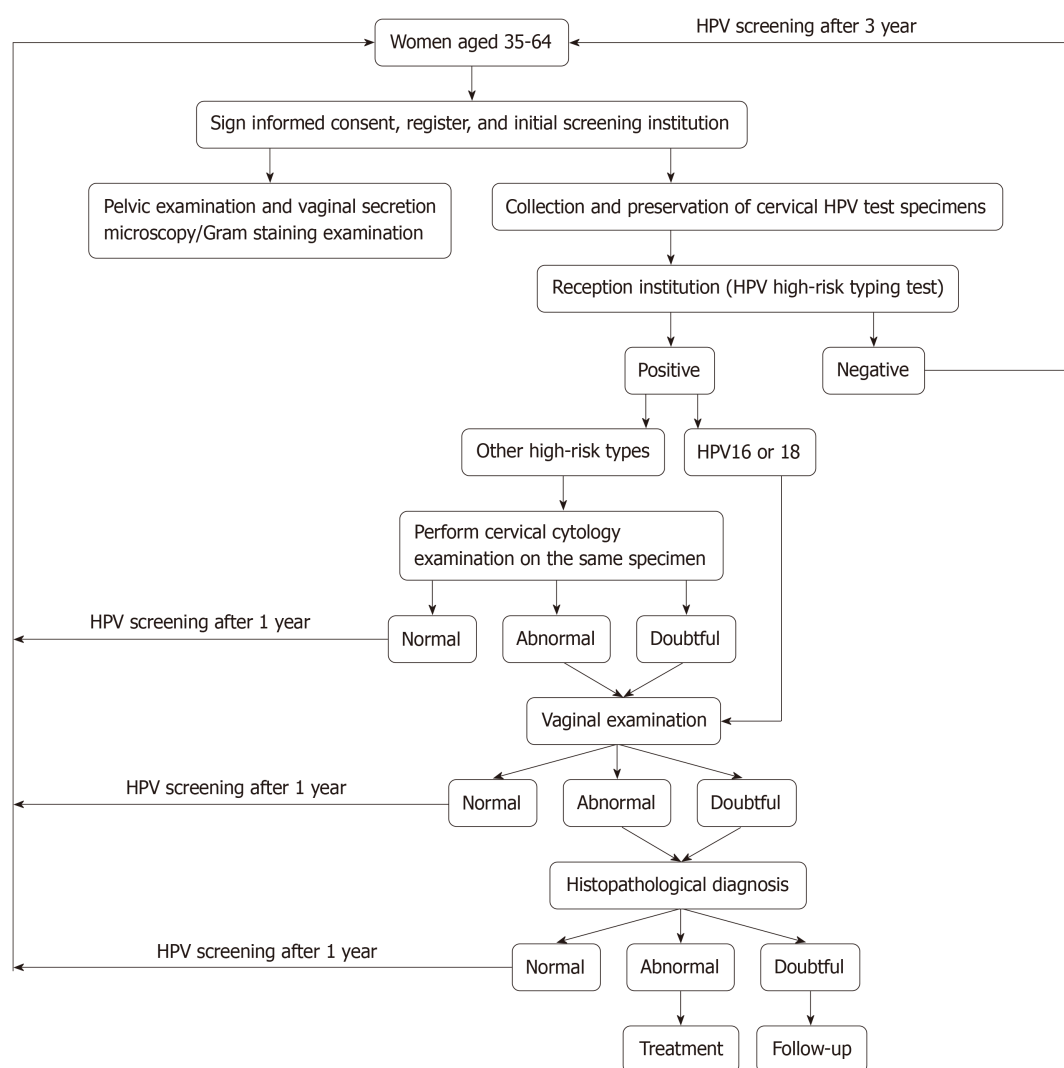 HPV screening after 3 year
Women aged 35-64
Sign informed consent, register, and initial screening institution
Pelvic examination and vaginal secretion
microscopy/Gram staining examination
Collection and preservation of cervical HPV test specimens
Reception institution (HPV high-risk typing test)
Positive
Negative
Other high-risk types
HPV16 or 18
Perform cervical cytology
examination on the same specimen
HPV screening after 1 year
Normal
Abnormal
Doubtful
Vaginal examination
HPV screening after 1 year
Normal
Abnormal
Doubtful
Histopathological diagnosis
HPV screening after 1 year
Normal
Abnormal
Doubtful
Treatment
Follow-up